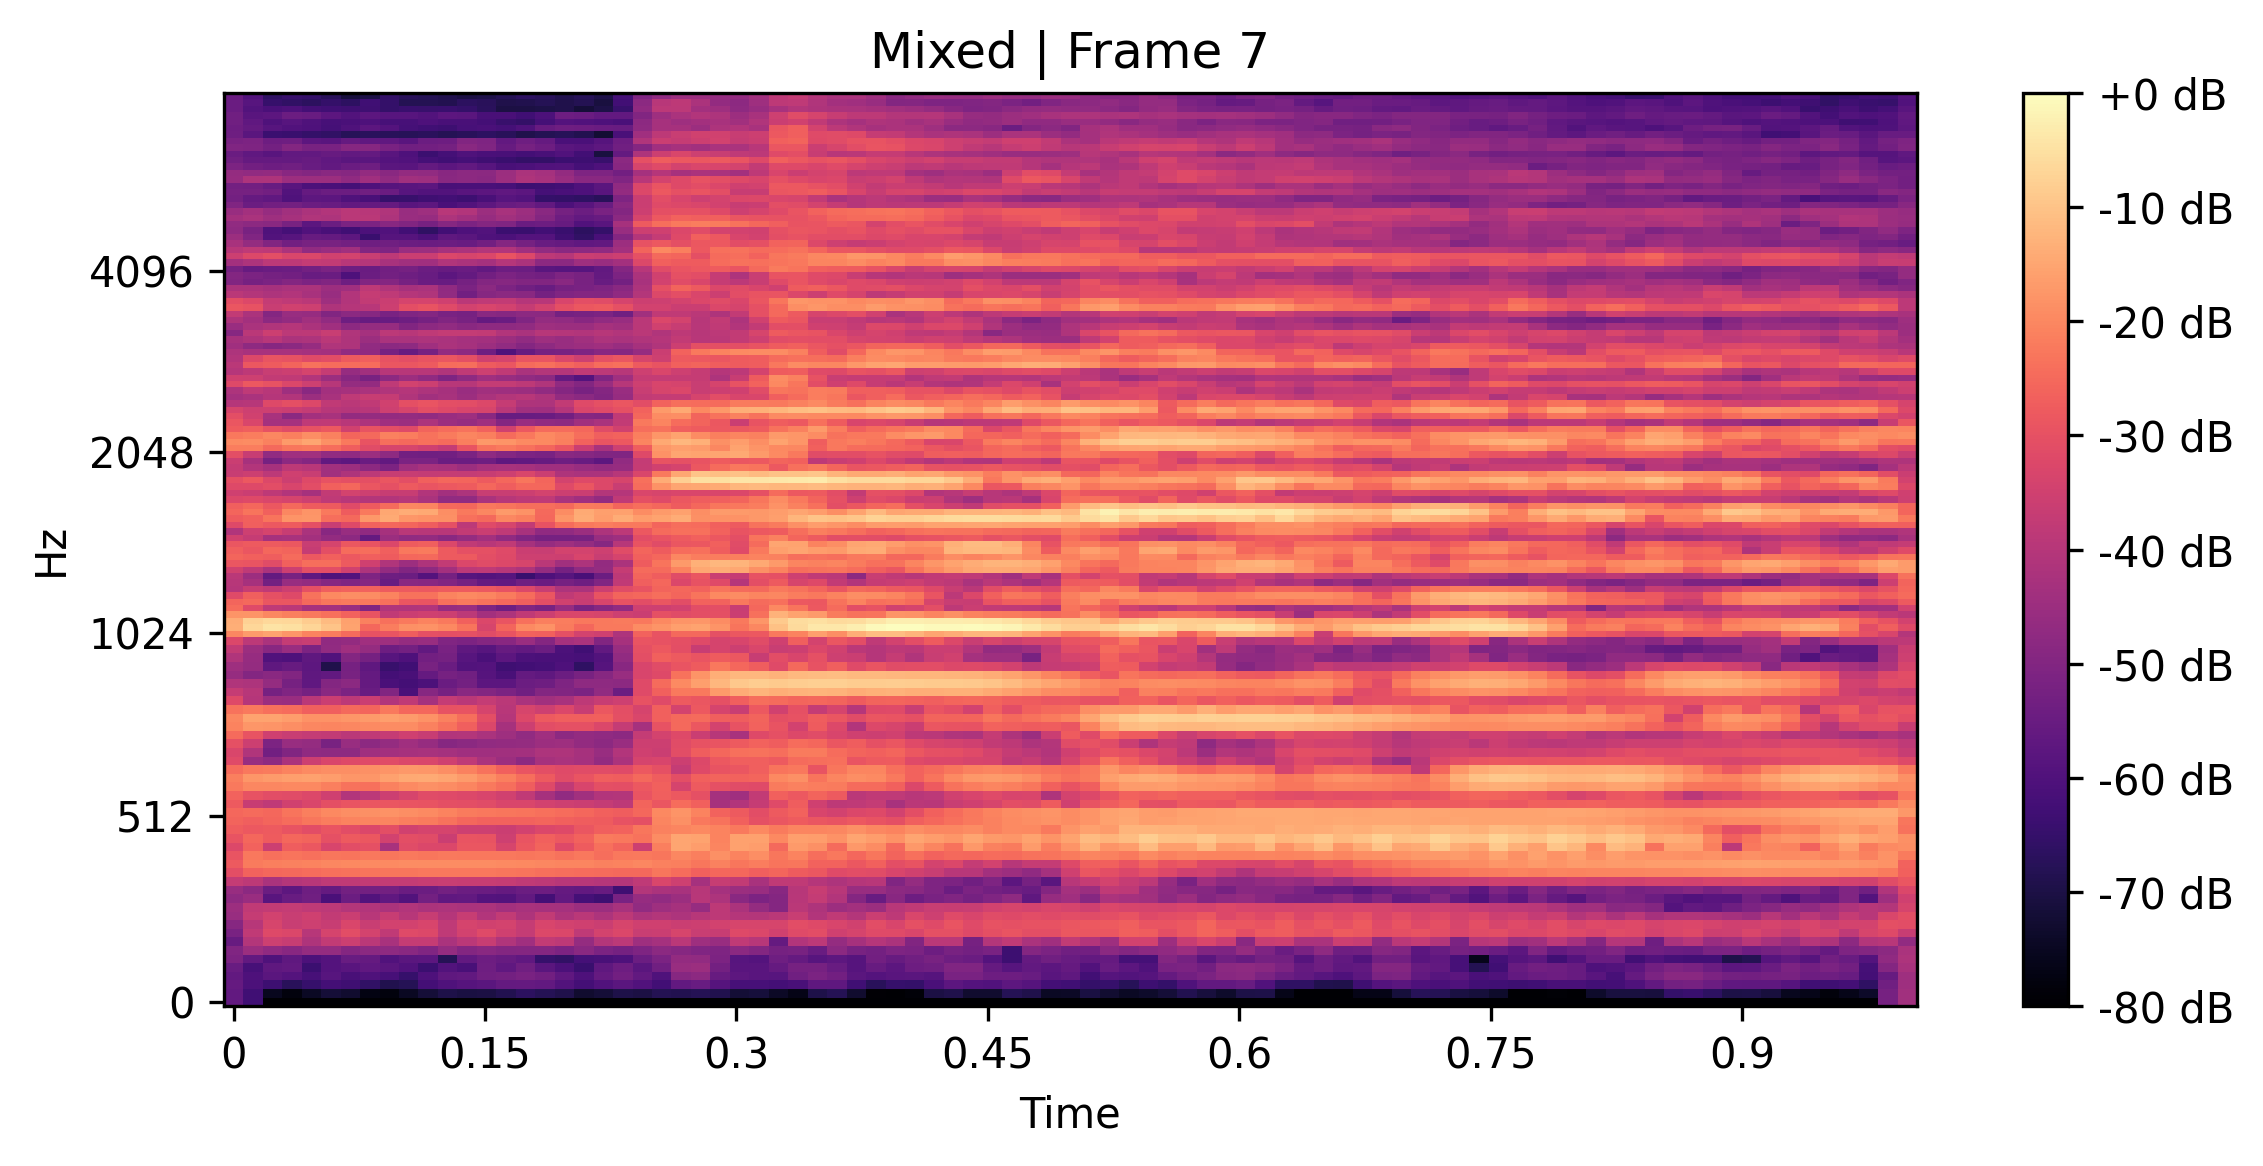 Mixed | Frame 7
+0 dB
-10 dB
-20 dB
-30 dB
-40 dB
-50 dB
-60 dB
-70 dB
-80 dB
Hz
4096
2048
1024
512
0
0 0.15 0.3 0.45 0.6 0.75 0.9
Time